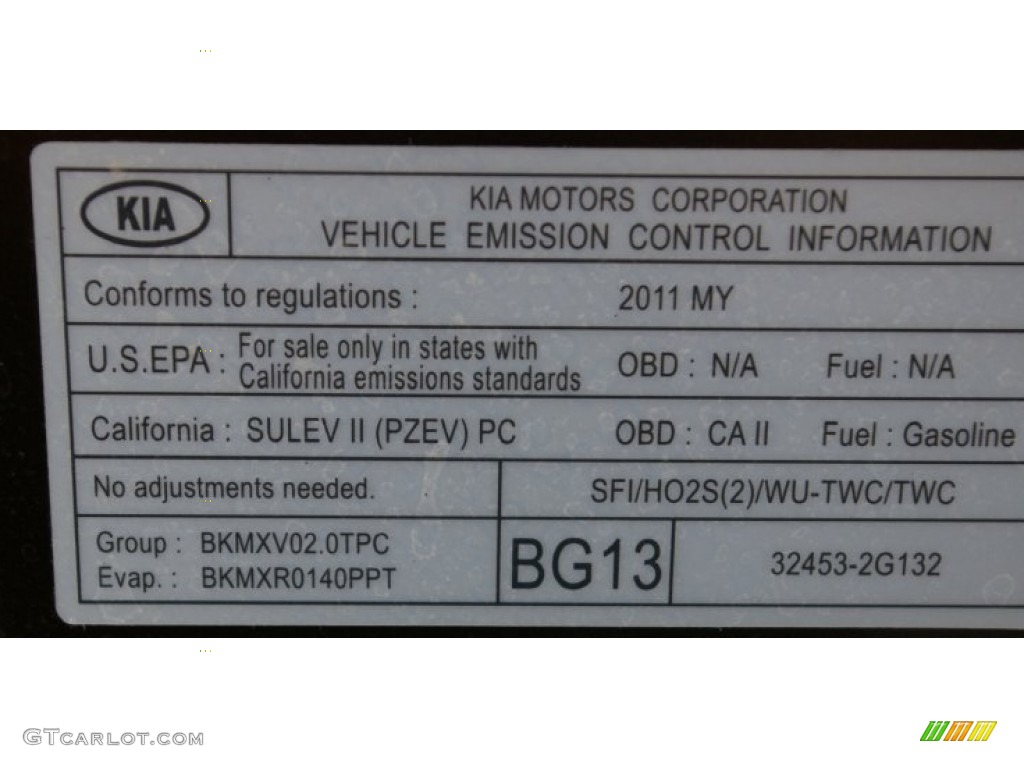 KIA
KIA MOTORS CORPORATION
VEHICLE EMISSION CONTROL INFORMATION
Conforms to regulations : 2011 MY
U.S.EPA : For sale only in states with
California emissions standards
OBD : N/A Fuel : N/A
California : SULEV II (PZEV) PC OBD : CA II Fuel : Gasoline
No adjustments needed. SFI/HO2S(2)/WU-TWC/TWC
Group : BKMXV02.0TPC
Evap. : BKMXR0140PPT
BG13
32453-2G132
GTCARLOT.COM